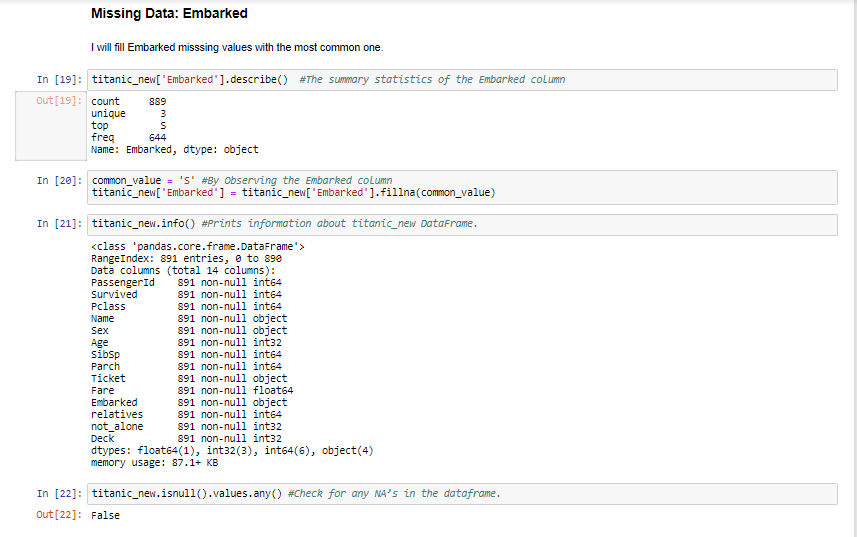 Missing Data: Embarked
I will fill Embarked misssing values with the most common one.
In [19]: titanic_new['Embarked'].describe()  #The summary statistics of the Embarked column
Out[19]: count     889
unique      3
top         S
freq      644
Name: Embarked, dtype: object
In [20]: common_value = 'S' #By Observing the Embarked column
titanic_new['Embarked'] = titanic_new['Embarked'].fillna(common_value)
In [21]: titanic_new.info() #Prints information about titanic_new DataFrame.
<class 'pandas.core.frame.DataFrame'>
RangeIndex: 891 entries, 0 to 890
Data columns (total 14 columns):
PassengerId    891 non-null int64
Survived       891 non-null int64
Pclass         891 non-null int64
Name           891 non-null object
Sex            891 non-null object
Age            891 non-null int32
SibSp          891 non-null int64
Parch          891 non-null int64
Ticket         891 non-null object
Fare           891 non-null float64
Embarked       891 non-null object
relatives      891 non-null int64
not_alone      891 non-null int32
Deck           891 non-null int32
dtypes: float64(1), int32(3), int64(6), object(4)
memory usage: 87.1+ KB
In [22]: titanic_new.isnull().values.any() #Check for any NA's in the dataframe.
Out[22]: False